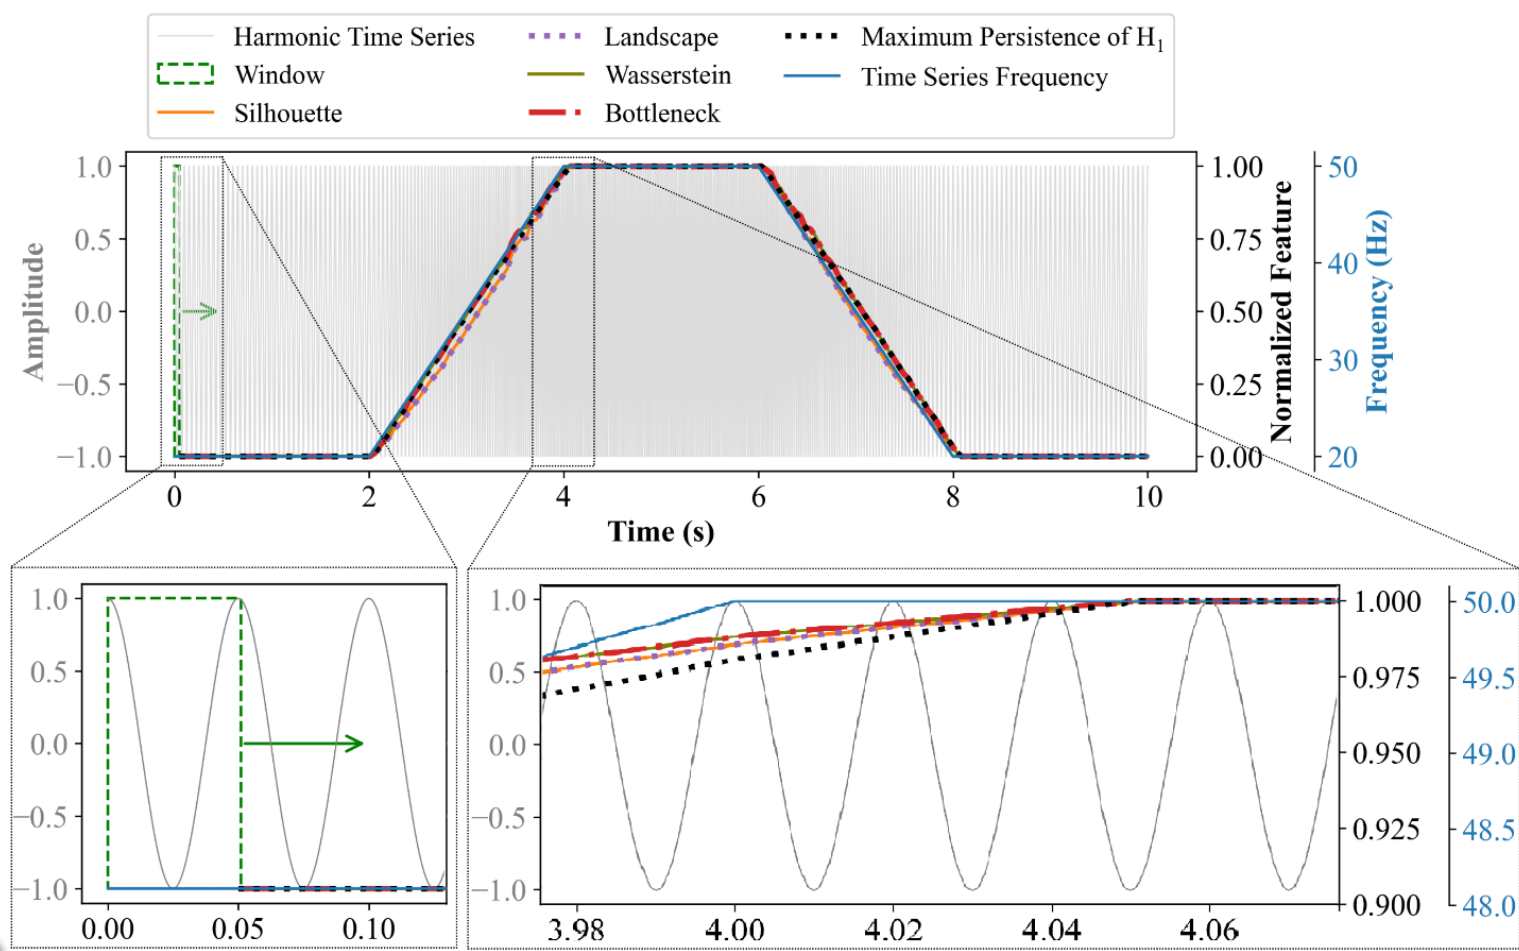 Harmonic Time Series
Landscape
Maximum Persistence of H1
Window
Wasserstein
Time Series Frequency
Silhouette
Bottleneck
1.0
0.5
0.0
−0.5
−1.0
Amplitude
1.00
0.75
0.50
0.25
0.00
Normalized Feature
50
40
30
20
Frequency (Hz)
0 2 4 6 8 10
Time (s)
1.0
0.5
0.0
−0.5
−1.0
0.00 0.05 0.10
1.0
0.5
0.0
−0.5
−1.0
3.98 4.00 4.02 4.04 4.06
1.000
0.975
0.950
0.925
0.900
50.0
49.5
49.0
48.5
48.0